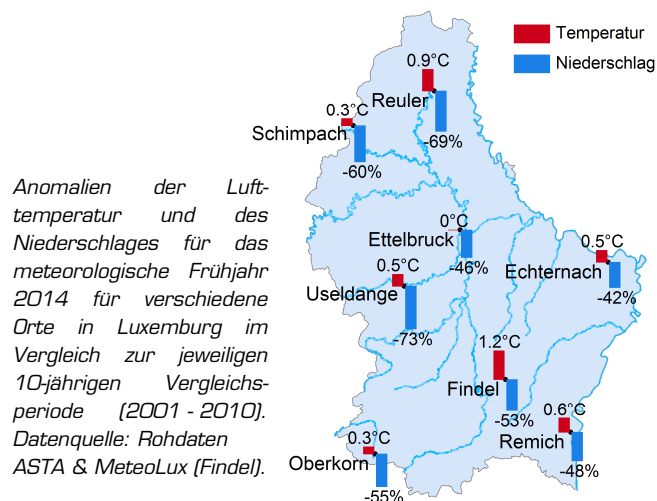 Temperatur
Niederschlag
0.9°C
Reuler
-69%
0.3°C
Schimpach
-60%
Anomalien der Luft-
temperatur und des
Niederschlages für das
meteorologische Frühjahr
2014 für verschiedene
Orte in Luxemburg im
Vergleich zur jeweiligen
10-jährigen Vergleichs-
periode (2001 - 2010).
Datenquelle: Rohdaten
ASTA & MeteoLux (Findel).
0°C
Ettelbruck
-46%
0.5°C
Echternach
-42%
0.5°C
Useldange
-73%
1.2°C
Findel
-53%
0.6°C
Remich
-48%
0.3°C
Oberkorn
-55%